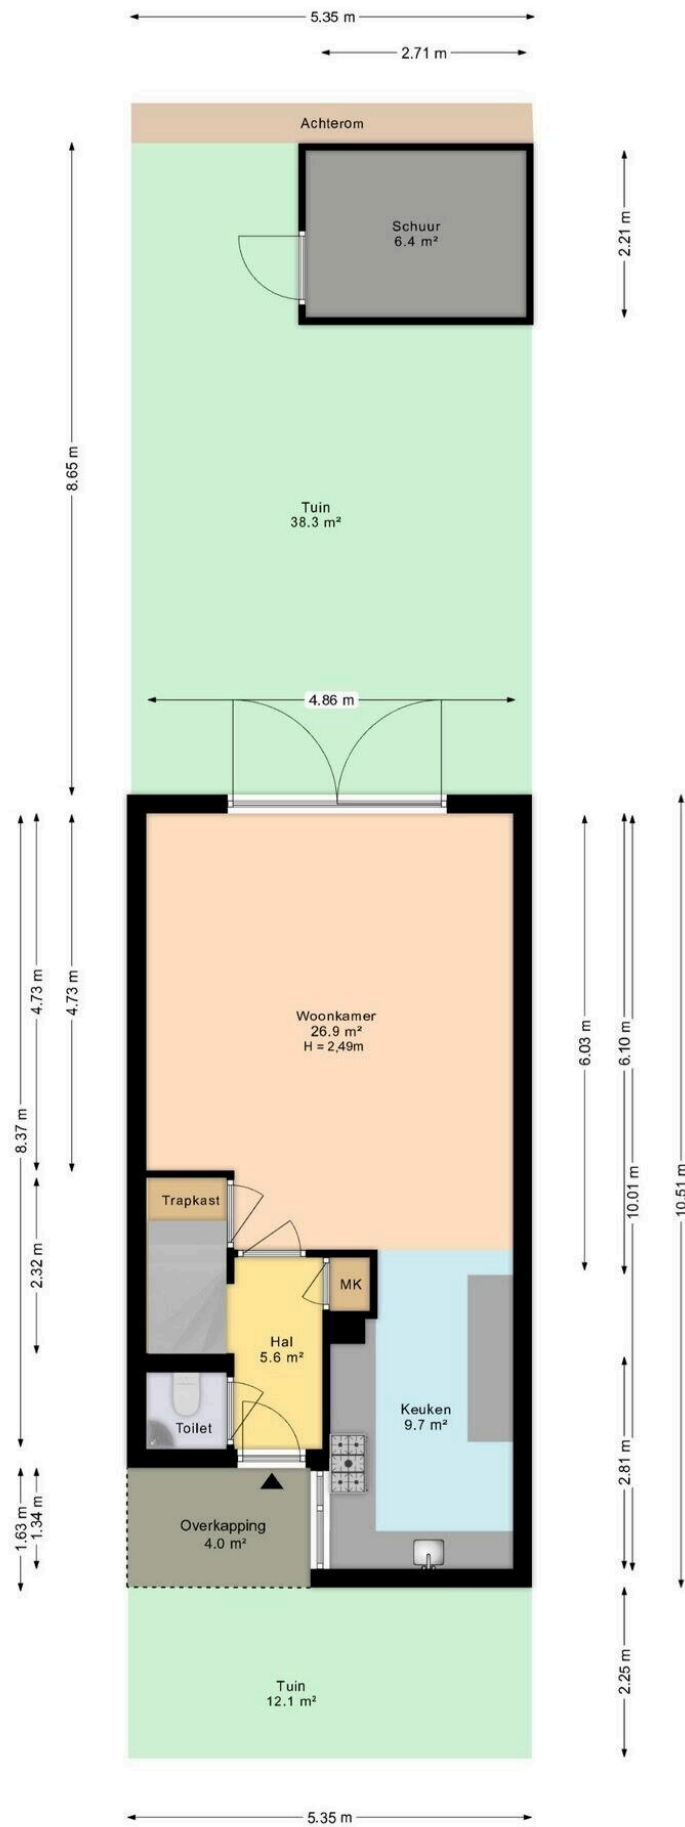 5.35 m
2.71 m
Achterom
Schuur
6.4 m²
2.21 m
8.65 m
Tuin
38.3 m²
4.86 m
4.73 m
4.73 m
8.37 m
Woonkamer
26.9 m²
H = 2,49m
6.03 m
6.10 m
10.01 m
10.51 m
Trapkast
2.32 m
MK
Hal
5.6 m²
Toilet
Keuken
9.7 m²
2.81 m
1.63 m
1.34 m
Overkapping
4.0 m²
Tuin
12.1 m²
2.25 m
5.35 m